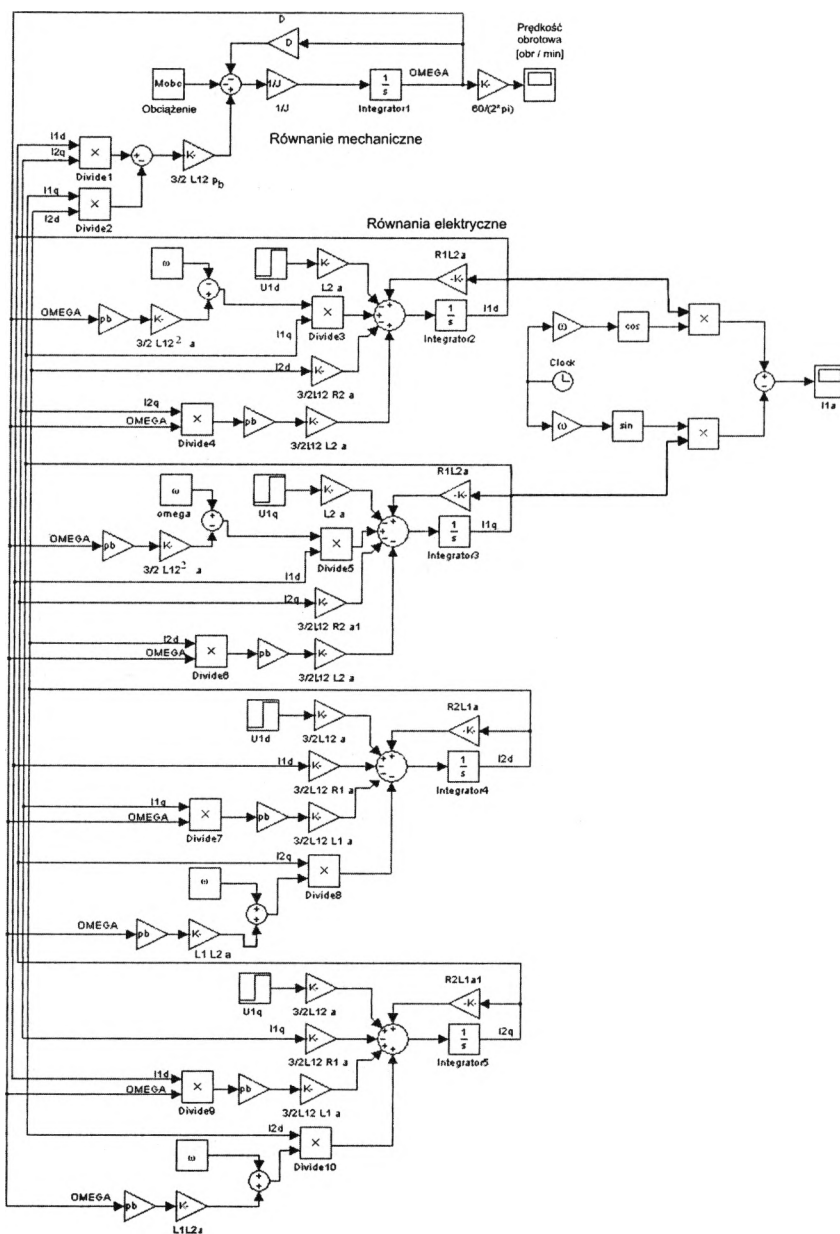 D
Prędkość
obrotowa
[obr / min]
D
Mobc
Obciążenie
1/J
1/J
1
s
Integrator1
OMEGA
K-
60/(2*pi)
Równanie mechaniczne
I1d
I2q
×
Divide1
K-
3/2 L12 Pb
I1q
I2d
×
Divide2
Równania elektryczne
ω
U1d
K-
L2 a
R1L2a
-K-
OMEGA
pb
K-
3/2 L12² a
I1q
×
Divide3
1
s
Integrator2
I1d
I2d
K-
3/2L12 R2 a
I2q
OMEGA
×
Divide4
pb
K-
3/2L12 L2 a
ω
cos
×
Clock
ω
sin
×
I1a
ω
omega
U1q
K-
L2 a
R1L2a
-K-
OMEGA
pb
K-
3/2 L12² a
I1d
×
Divide5
1
s
Integrator3
I1q
I2q
K-
3/2L12 R2 a1
I2d
OMEGA
×
Divide6
pb
K-
3/2L12 L2 a
U1d
K-
3/2L12 a
R2L1a
-K-
I1d
K-
3/2L12 R1 a
1
s
Integrator4
I2d
I1q
OMEGA
×
Divide7
pb
K-
3/2L12 L1 a
I2q
×
Divide8
ω
OMEGA
pb
K-
L1 L2 a
U1q
K-
3/2L12 a
R2L1a1
-K-
I1q
K-
3/2L12 R1 a
1
s
Integrator5
I2q
I1d
OMEGA
×
Divide9
pb
K-
3/2L12 L1 a
I2d
×
Divide10
ω
OMEGA
pb
K-
L1L2a